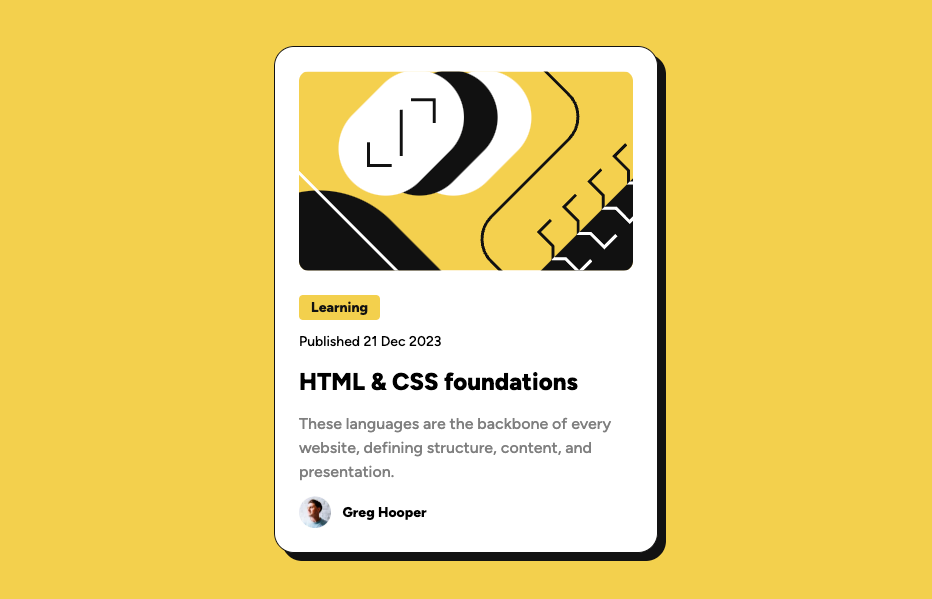 Learning
Published 21 Dec 2023
HTML & CSS foundations
These languages are the backbone of every
website, defining structure, content, and
presentation.
Greg Hooper